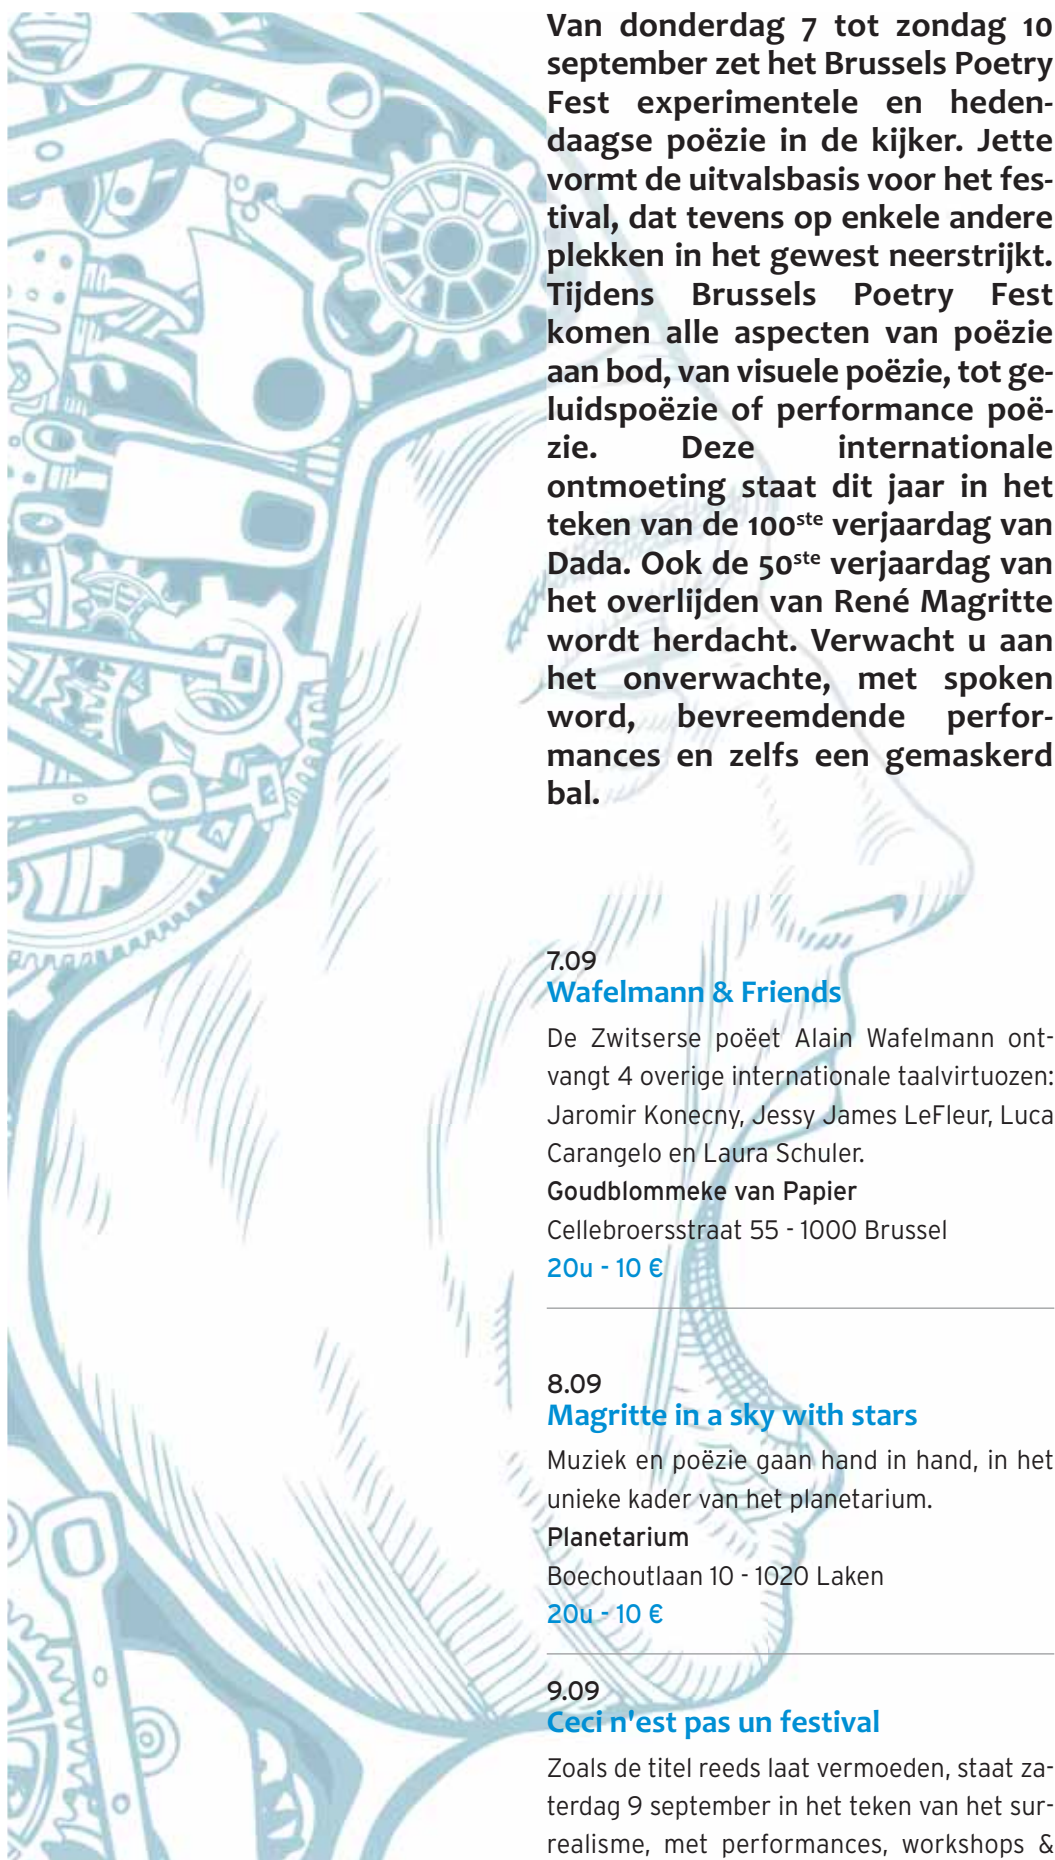 Van donderdag 7 tot zondag 10
september zet het Brussels Poetry
Fest experimentele en heden-
daagse poëzie in de kijker. Jette
vormt de uitvalsbasis voor het fes-
tival, dat tevens op enkele andere
plekken in het gewest neerstrijkt.
Tijdens Brussels Poetry Fest
komen alle aspecten van poëzie
aan bod, van visuele poëzie, tot ge-
luidspoëzie of performance poë-
zie. Deze internationale
ontmoeting staat dit jaar in het
teken van de 100ste verjaardag van
Dada. Ook de 50ste verjaardag van
het overlijden van René Magritte
wordt herdacht. Verwacht u aan
het onverwachte, met spoken
word, bevreemdende perfor-
mances en zelfs een gemaskerd
bal.
7.09
Wafelmann & Friends
De Zwitserse poëet Alain Wafelmann ont-
vangt 4 overige internationale taalvirtuozen:
Jaromir Konecny, Jessy James LeFleur, Luca
Carangelo en Laura Schuler.
Goudblommeke van Papier
Cellebroersstraat 55 - 1000 Brussel
20u - 10 €
8.09
Magritte in a sky with stars
Muziek en poëzie gaan hand in hand, in het
unieke kader van het planetarium.
Planetarium
Boechoutlaan 10 - 1020 Laken
20u - 10 €
9.09
Ceci n'est pas un festival
Zoals de titel reeds laat vermoeden, staat za-
terdag 9 september in het teken van het sur-
realisme, met performances, workshops &